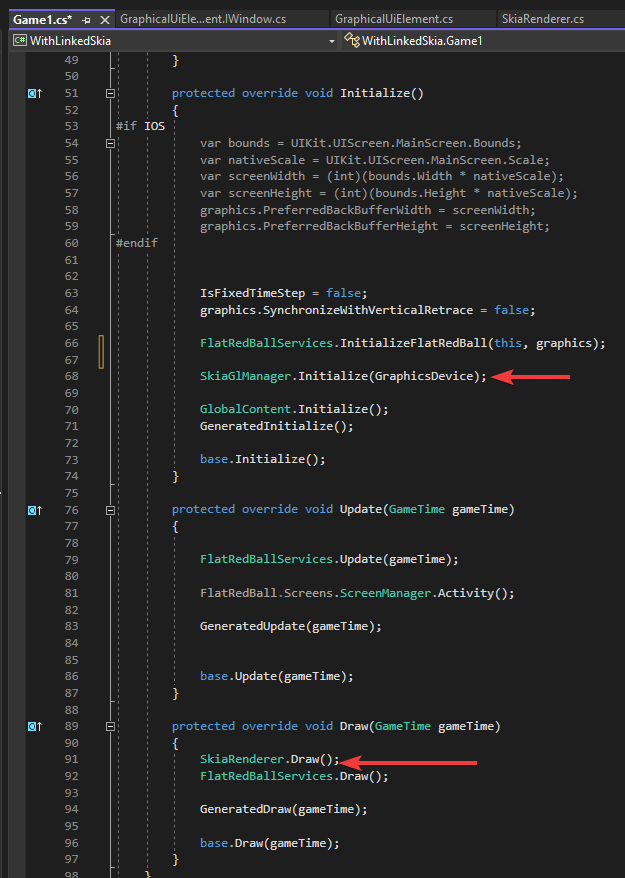 Game1.cs*
GraphicalUiEle...ent.IWindow.cs
GraphicalUiElement.cs
SkiaRenderer.cs
C# WithLinkedSkia
WithLinkedSkia.Game1
49 }
50
51 protected override void Initialize()
52 {
53 #if IOS
54 var bounds = UIKit.UIScreen.MainScreen.Bounds;
55 var nativeScale = UIKit.UIScreen.MainScreen.Scale;
56 var screenWidth = (int)(bounds.Width * nativeScale);
57 var screenHeight = (int)(bounds.Height * nativeScale);
58 graphics.PreferredBackBufferWidth = screenWidth;
59 graphics.PreferredBackBufferHeight = screenHeight;
60 #endif
61
62
63 IsFixedTimeStep = false;
64 graphics.SynchronizeWithVerticalRetrace = false;
65
66 FlatRedBallServices.InitializeFlatRedBall(this, graphics);
67
68 SkiaGlManager.Initialize(GraphicsDevice);
69
70 GlobalContent.Initialize();
71 GeneratedInitialize();
72
73 base.Initialize();
74 }
75
76 protected override void Update(GameTime gameTime)
77 {
78
79 FlatRedBallServices.Update(gameTime);
80
81 FlatRedBall.Screens.ScreenManager.Activity();
82
83 GeneratedUpdate(gameTime);
84
85
86 base.Update(gameTime);
87 }
88
89 protected override void Draw(GameTime gameTime)
90 {
91 SkiaRenderer.Draw();
92 FlatRedBallServices.Draw();
93
94 GeneratedDraw(gameTime);
95
96 base.Draw(gameTime);
97 }
98 }